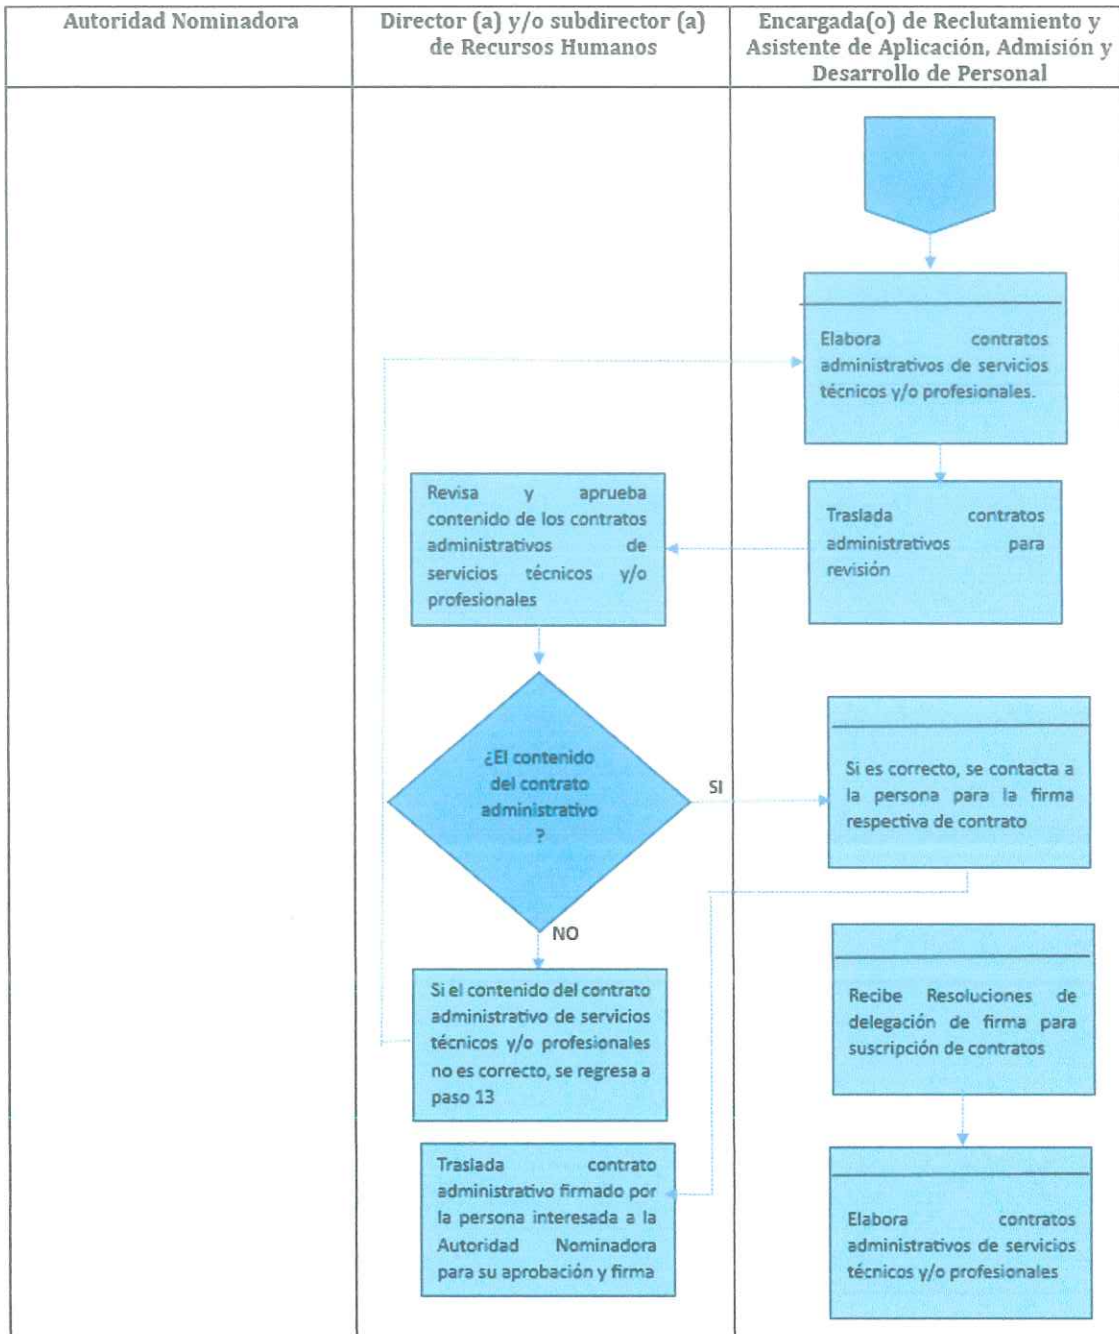 Autoridad Nominadora
Director (a) y/o subdirector (a)
de Recursos Humanos
Encargada(o) de Reclutamiento y
Asistente de Aplicación, Admisión y
Desarrollo de Personal
Elabora contratos
administrativos de servicios
técnicos y/o profesionales.
Traslada contratos
administrativos para
revisión
Revisa y aprueba
contenido de los contratos
administrativos de
servicios técnicos y/o
profesionales
¿El contenido
del contrato
administrativo
?
SI
Si es correcto, se contacta a
la persona para la firma
respectiva de contrato
NO
Si el contenido del contrato
administrativo de servicios
técnicos y/o profesionales
no es correcto, se regresa a
paso 13
Traslada contrato
administrativo firmado por
la persona interesada a la
Autoridad Nominadora
para su aprobación y firma
Recibe Resoluciones de
delegación de firma para
suscripción de contratos
Elabora contratos
administrativos de servicios
técnicos y/o profesionales